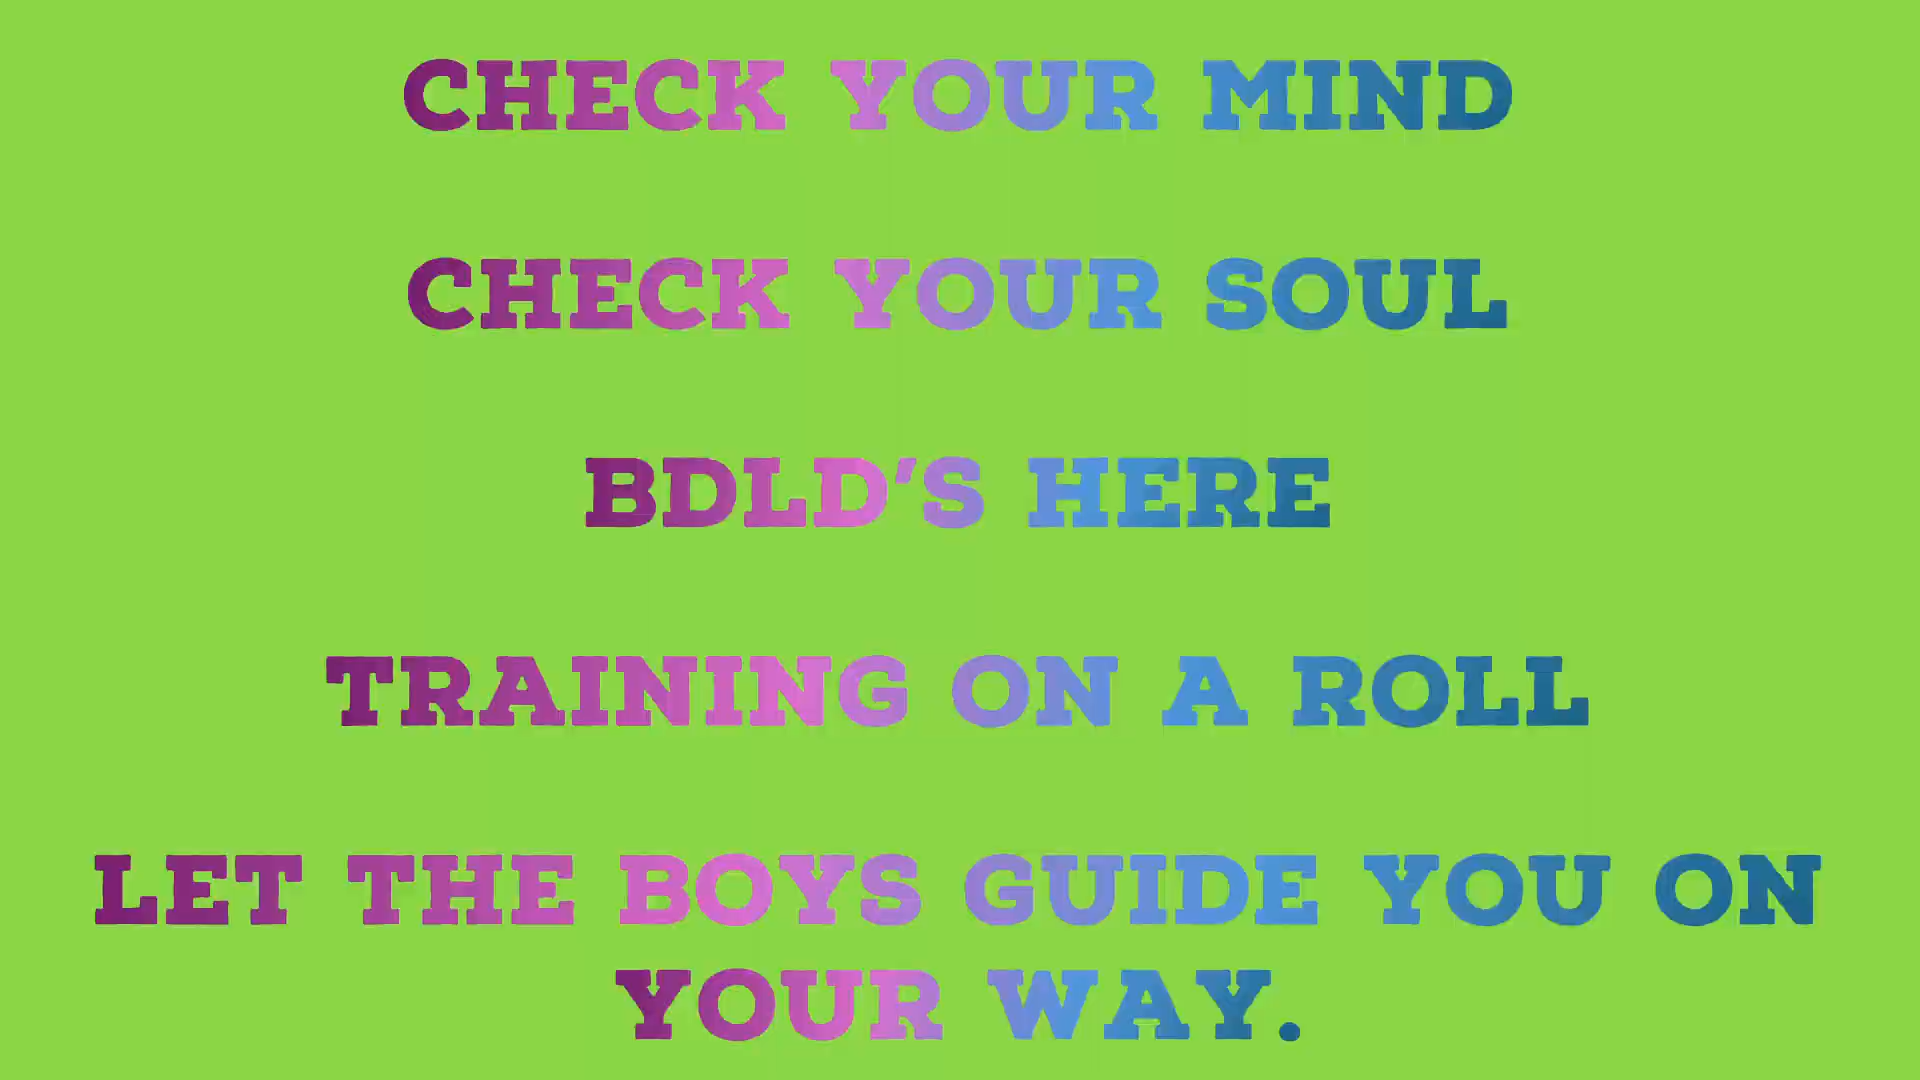 CHECK YOUR MIND
CHECK YOUR SOUL
BDLD'S HERE
TRAINING ON A ROLL
LET THE BOYS GUIDE YOU ON
YOUR WAY.